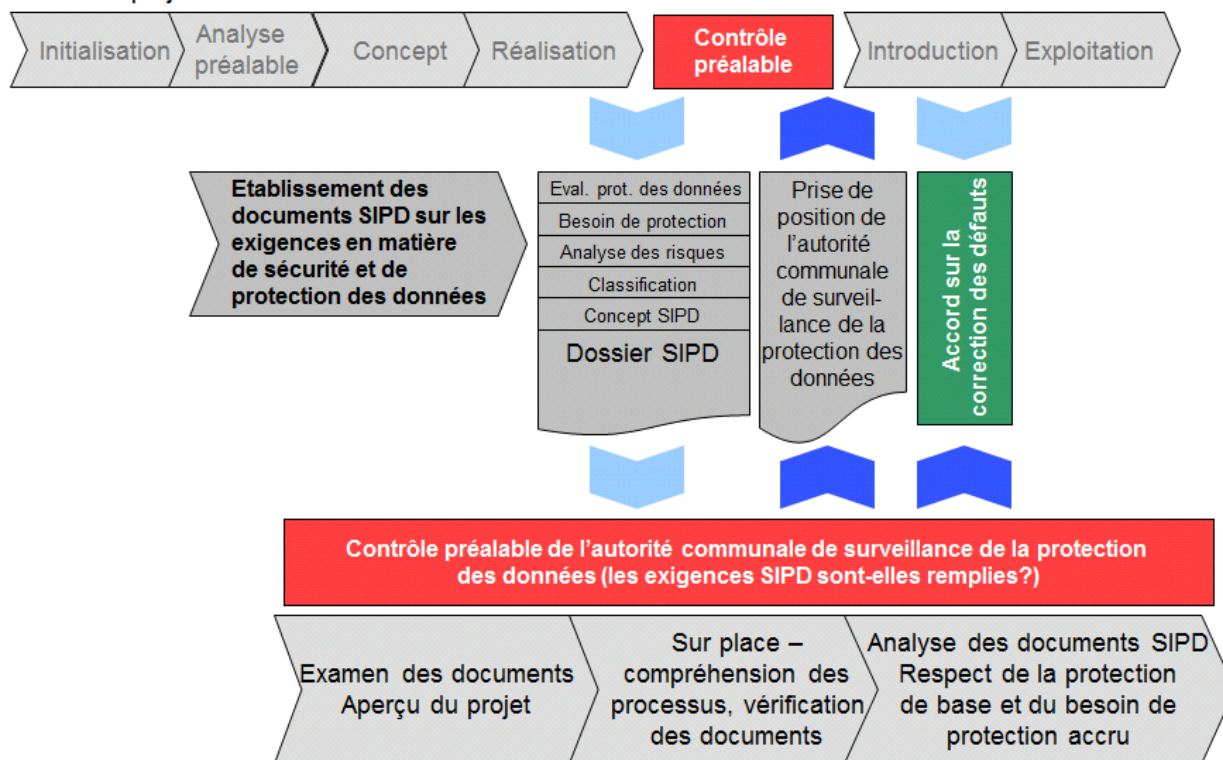 Initialisation
Analyse
préalable
Concept
Réalisation
Contrôle
préalable
Introduction
Exploitation
Etablissement des
documents SIPD sur les
exigences en matière
de sécurité et de
protection des données
Eval. prot. des données
Besoin de protection
Analyse des risques
Classification
Concept SIPD
Dossier SIPD
Prise de
position de
l’autorité
communale
de surveil-
lance de la
protection des
données
Accord sur la
correction des défauts
Contrôle préalable de l’autorité communale de surveillance de la protection
des données (les exigences SIPD sont-elles remplies?)
Examen des documents
Aperçu du projet
Sur place –
compréhension des
processus, vérification
des documents
Analyse des documents SIPD
Respect de la protection
de base et du besoin de
protection accru